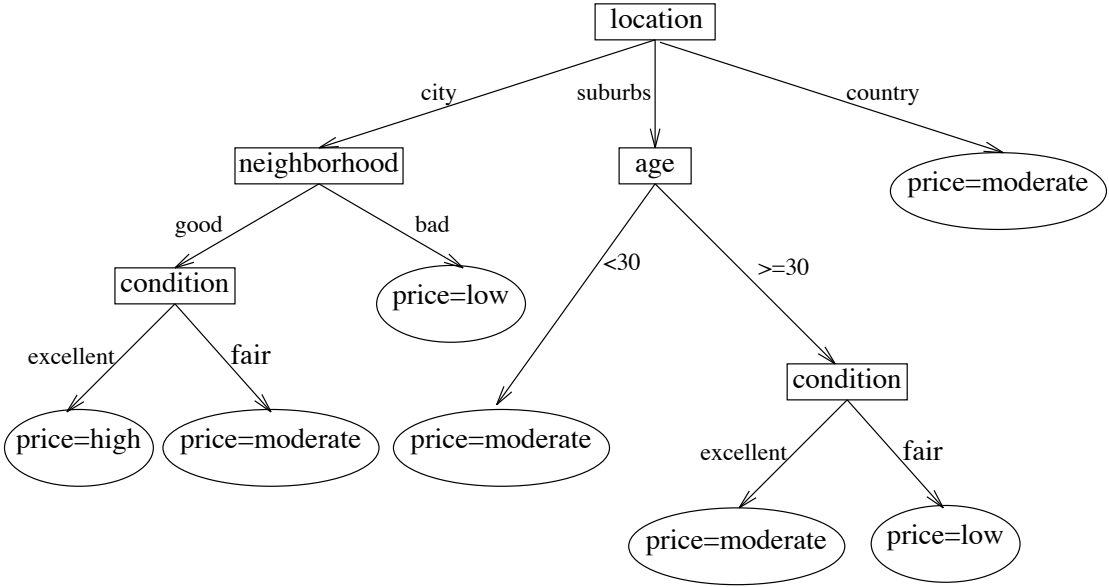 location
city
suburbs
country
neighborhood
age
price=moderate
good
bad
<30
>=30
condition
price=low
excellent
fair
condition
price=high
price=moderate
price=moderate
excellent
fair
price=moderate
price=low